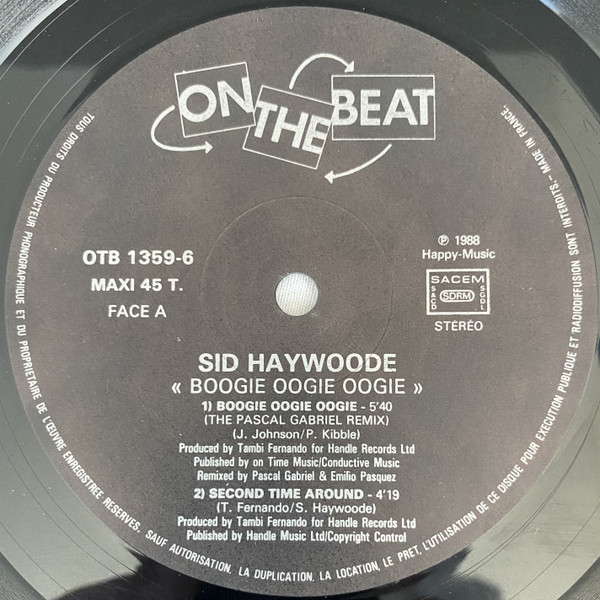 ON THE BEAT
OTB 1359-6
MAXI 45 T.
FACE A
℗ 1988
Happy-Music
SACEM
SACD SDRM SGDL
STÉRÉO
SID HAYWOODE
« BOOGIE OOGIE OOGIE »
1) BOOGIE OOGIE OOGIE - 5'40
(THE PASCAL GABRIEL REMIX)
(J. Johnson/P. Kibble)
Produced by Tambi Fernando for Handle Records Ltd
Published by on Time Music/Conductive Music
Remixed by Pascal Gabriel & Emilio Pasquez
2) SECOND TIME AROUND - 4'19
(T. Fernando/S. Haywoode)
Produced by Tambi Fernando for Handle Records Ltd
Published by Handle Music Ltd/Copyright Control
TOUS DROITS DU PRODUCTEUR PHONOGRAPHIQUE ET DU PROPRIETAIRE DE L'ŒUVRE ENREGISTREE RESERVES. SAUF AUTORISATION, LA DUPLICATION, LA LOCATION, LE PRET, L'UTILISATION DE CE DISQUE POUR EXECUTION PUBLIQUE ET RADIODIFFUSION SONT INTERDITS. - MADE IN FRANCE.